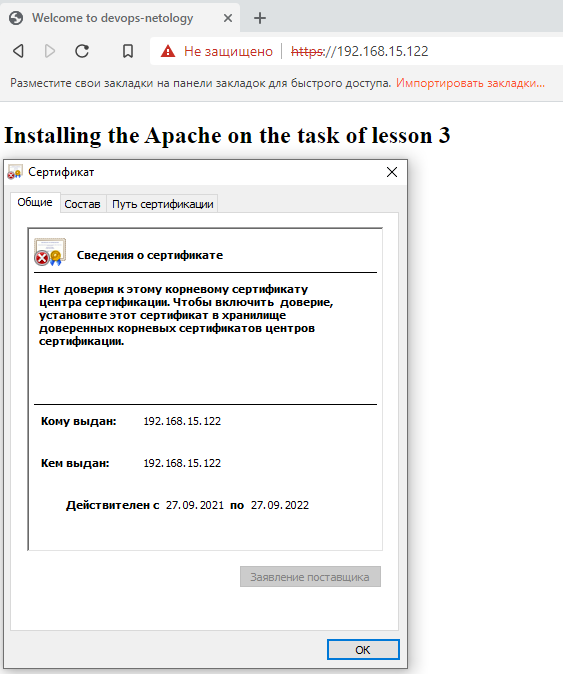 Welcome to devops-netology
Не защищено https://192.168.15.122
Разместите свои закладки на панели закладок для быстрого доступа. Импортировать закладки...
Installing the Apache on the task of lesson 3
Сертификат
Общие Состав Путь сертификации
Сведения о сертификате
Нет доверия к этому корневому сертификату
центра сертификации. Чтобы включить доверие,
установите этот сертификат в хранилище
доверенных корневых сертификатов центров
сертификации.
Кому выдан: 192.168.15.122
Кем выдан: 192.168.15.122
Действителен с 27.09.2021 по 27.09.2022
Заявление поставщика
ОК